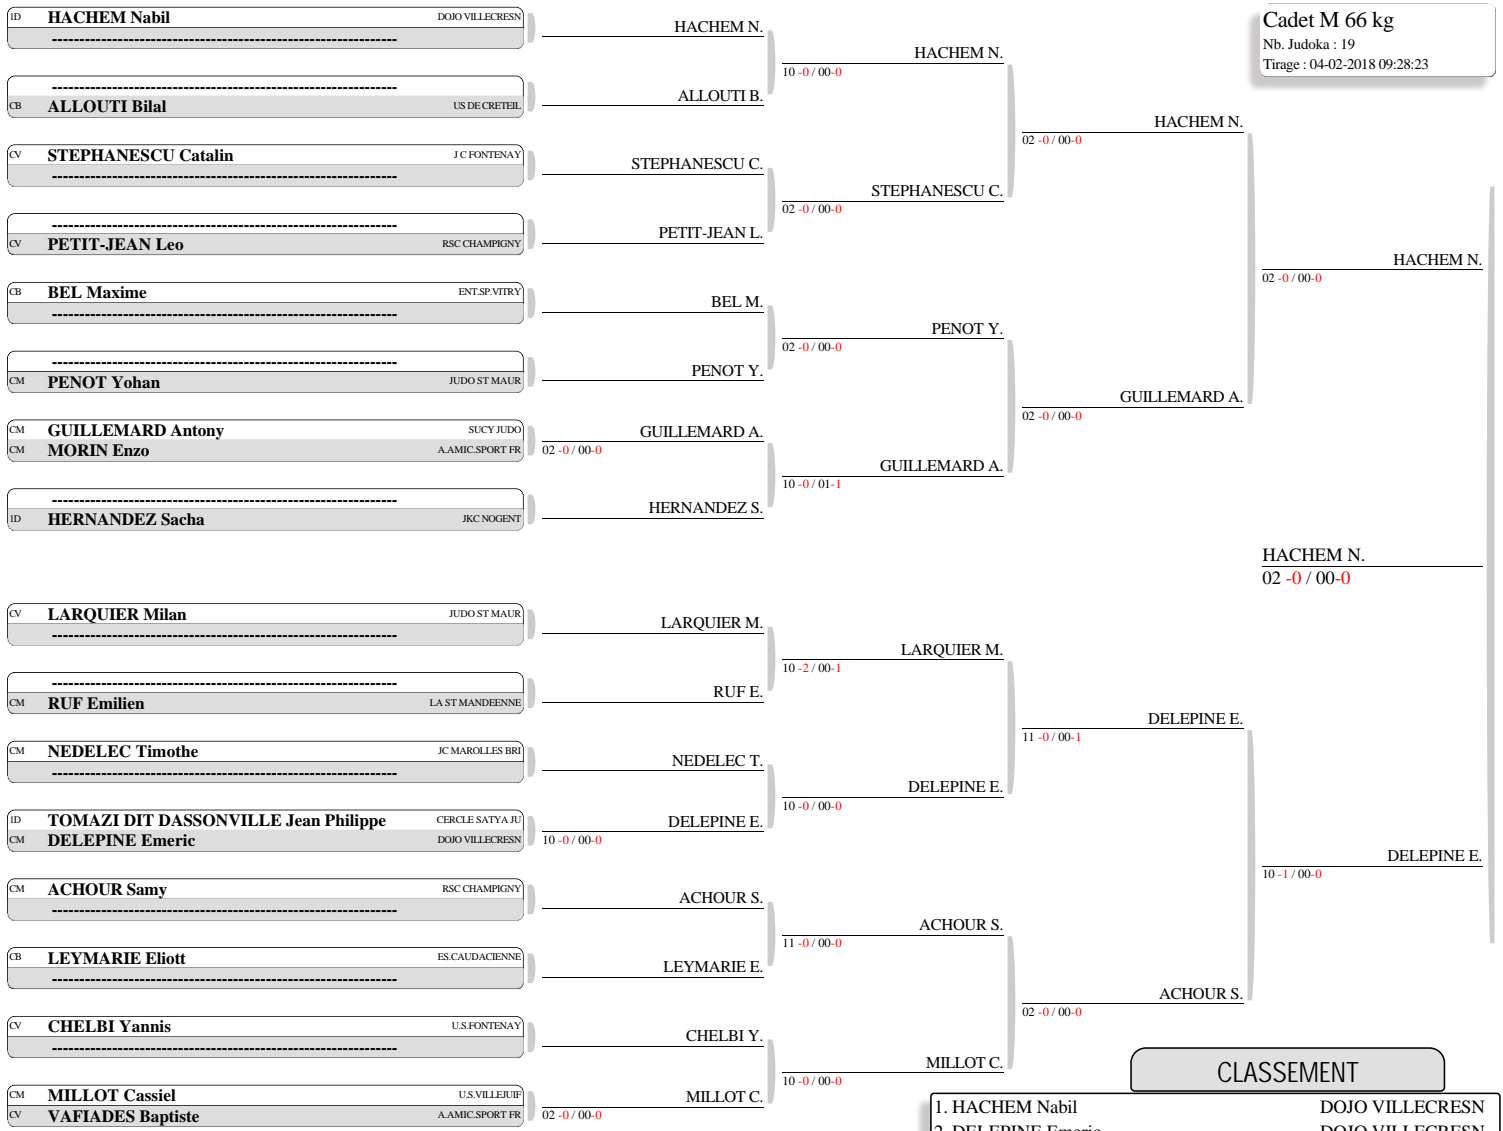 1D HACHEM Nabil DOJO VILLECRESN
----------------------------------------------------------------
----------------------------------------------------------------
CB ALLOUTI Bilal US DE CRETEIL
CV STEPHANESCU Catalin J C FONTENAY
----------------------------------------------------------------
----------------------------------------------------------------
CV PETIT-JEAN Leo RSC CHAMPIGNY
CB BEL Maxime ENT.SP.VITRY
----------------------------------------------------------------
----------------------------------------------------------------
CM PENOT Yohan JUDO ST MAUR
CM GUILLEMARD Antony SUCY JUDO
CM MORIN Enzo A.AMIC.SPORT FR
----------------------------------------------------------------
1D HERNANDEZ Sacha JKC NOGENT
CV LARQUIER Milan JUDO ST MAUR
----------------------------------------------------------------
----------------------------------------------------------------
CM RUF Emilien LA ST MANDEENNE
CM NEDELEC Timothe JC MAROLLES BRI
----------------------------------------------------------------
1D TOMAZI DIT DASSONVILLE Jean Philippe CERCLE SATYA JU
CM DELEPINE Emeric DOJO VILLECRESN
CM ACHOUR Samy RSC CHAMPIGNY
----------------------------------------------------------------
CB LEYMARIE Eliott ES.CAUDACIENNE
----------------------------------------------------------------
CV CHELBI Yannis U.S.FONTENAY
----------------------------------------------------------------
CM MILLOT Cassiel U.S.VILLEJUIF
CV VAFIADES Baptiste A.AMIC.SPORT FR
HACHEM N.
ALLOUTI B.
STEPHANESCU C.
PETIT-JEAN L.
BEL M.
PENOT Y.
GUILLEMARD A.
02 -0 / 00-0
HERNANDEZ S.
LARQUIER M.
RUF E.
NEDELEC T.
DELEPINE E.
10 -0 / 00-0
ACHOUR S.
LEYMARIE E.
CHELBI Y.
MILLOT C.
02 -0 / 00-0
HACHEM N.
10 -0 / 00-0
STEPHANESCU C.
02 -0 / 00-0
PENOT Y.
02 -0 / 00-0
GUILLEMARD A.
10 -0 / 01-1
LARQUIER M.
10 -2 / 00-1
DELEPINE E.
10 -0 / 00-0
ACHOUR S.
11 -0 / 00-0
MILLOT C.
10 -0 / 00-0
HACHEM N.
02 -0 / 00-0
GUILLEMARD A.
02 -0 / 00-0
DELEPINE E.
11 -0 / 00-1
ACHOUR S.
02 -0 / 00-0
Cadet M 66 kg
Nb. Judoka : 19
Tirage : 04-02-2018 09:28:23
HACHEM N.
02 -0 / 00-0
HACHEM N.
02 -0 / 00-0
DELEPINE E.
10 -1 / 00-0
CLASSEMENT
1. HACHEM Nabil DOJO VILLECRESN
2. DELEPINE Emeric DOJO VILLECRESN